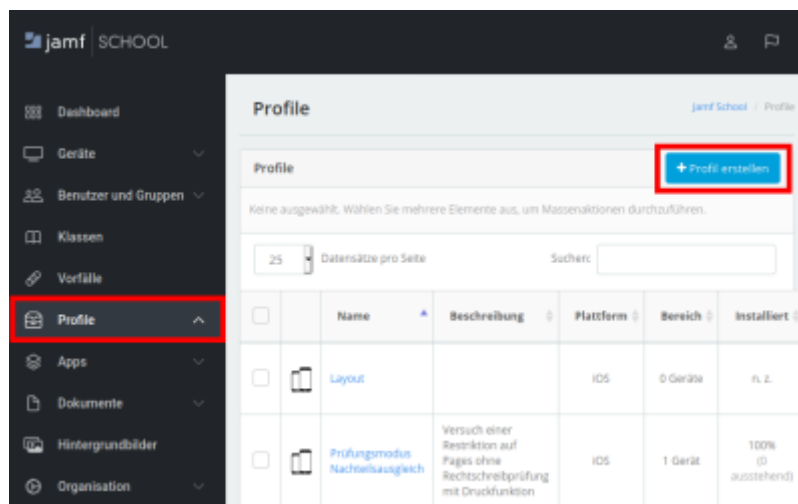 jamf SCHOOL
Dashboard
Geräte
Benutzer und Gruppen
Klassen
Vorfälle
Profile
Apps
Dokumente
Hintergrundbilder
Organisation
Profile
Jamf School / Profile
Profile
+ Profil erstellen
Keine ausgewählt. Wählen Sie mehrere Elemente aus, um Massenaktionen durchzuführen.
25 Datensätze pro Seite Suchen:
Name Beschreibung Plattform Bereich Installiert
Layout iOS 0 Geräte n. z.
Prüfungsmodus
Nachteilsausgleich
Versuch einer
Restriktion auf
Pages ohne
Rechtschreibprüfung
mit Druckfunktion
iOS
1 Gerät
100%
(0
ausstehend)